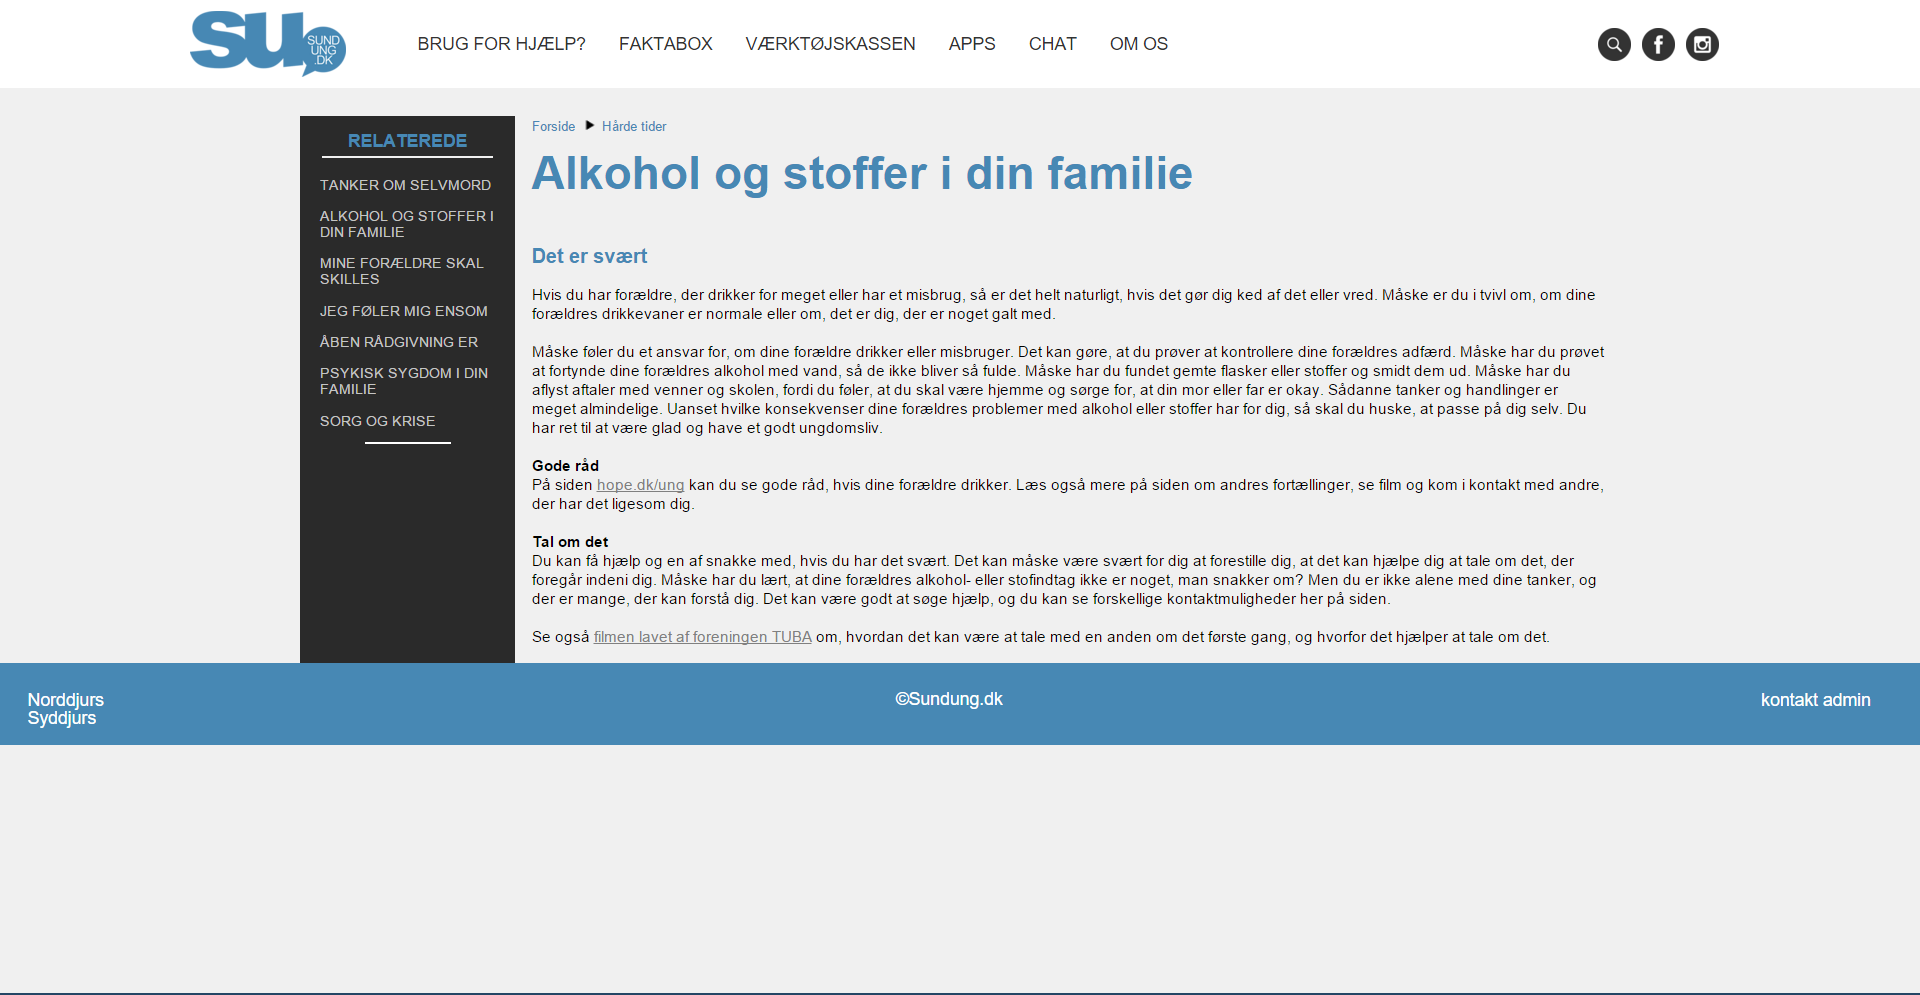 SU SUND UNG .DK
BRUG FOR HJÆLP? FAKTABOX VÆRKTØJSKASSEN APPS CHAT OM OS
RELATEREDE
TANKER OM SELVMORD
ALKOHOL OG STOFFER I
DIN FAMILIE
MINE FORÆLDRE SKAL
SKILLES
JEG FØLER MIG ENSOM
ÅBEN RÅDGIVNING ER
PSYKISK SYGDOM I DIN
FAMILIE
SORG OG KRISE
Forside Hårde tider
Alkohol og stoffer i din familie
Det er svært
Hvis du har forældre, der drikker for meget eller har et misbrug, så er det helt naturligt, hvis det gør dig ked af det eller vred. Måske er du i tvivl om, om dine
forældres drikkevaner er normale eller om, det er dig, der er noget galt med.
Måske føler du et ansvar for, om dine forældre drikker eller misbruger. Det kan gøre, at du prøver at kontrollere dine forældres adfærd. Måske har du prøvet
at fortynde dine forældres alkohol med vand, så de ikke bliver så fulde. Måske har du fundet gemte flasker eller stoffer og smidt dem ud. Måske har du
aflyst aftaler med venner og skolen, fordi du føler, at du skal være hjemme og sørge for, at din mor eller far er okay. Sådanne tanker og handlinger er
meget almindelige. Uanset hvilke konsekvenser dine forældres problemer med alkohol eller stoffer har for dig, så skal du huske, at passe på dig selv. Du
har ret til at være glad og have et godt ungdomsliv.
Gode råd
På siden hope.dk/ung kan du se gode råd, hvis dine forældre drikker. Læs også mere på siden om andres fortællinger, se film og kom i kontakt med andre,
der har det ligesom dig.
Tal om det
Du kan få hjælp og en af snakke med, hvis du har det svært. Det kan måske være svært for dig at forestille dig, at det kan hjælpe dig at tale om det, der
foregår indeni dig. Måske har du lært, at dine forældres alkohol- eller stofindtag ikke er noget, man snakker om? Men du er ikke alene med dine tanker, og
der er mange, der kan forstå dig. Det kan være godt at søge hjælp, og du kan se forskellige kontaktmuligheder her på siden.
Se også filmen lavet af foreningen TUBA om, hvordan det kan være at tale med en anden om det første gang, og hvorfor det hjælper at tale om det.
Norddjurs
Syddjurs
©Sundung.dk
kontakt admin